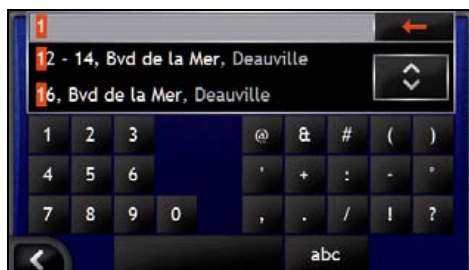 1
12 - 14, Bvd de la Mer, Deauville
16, Bvd de la Mer, Deauville
1 2 3 @ & # ( )
4 5 6 ' + : - °
7 8 9 0 , . / ! ?
abc